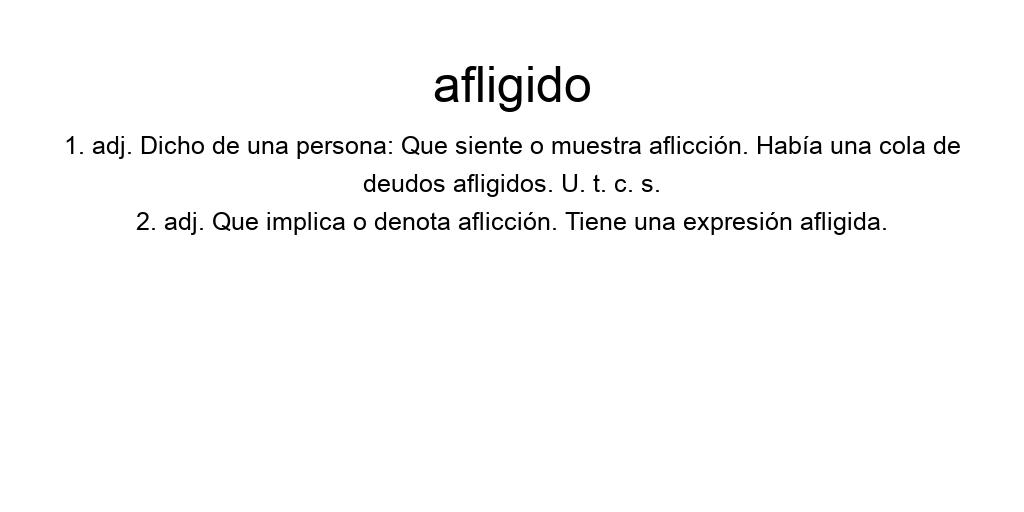 afligido
1. adj. Dicho de una persona: Que siente o muestra aflicción. Había una cola de
deudos afligidos. U. t. c. s.
2. adj. Que implica o denota aflicción. Tiene una expresión afligida.